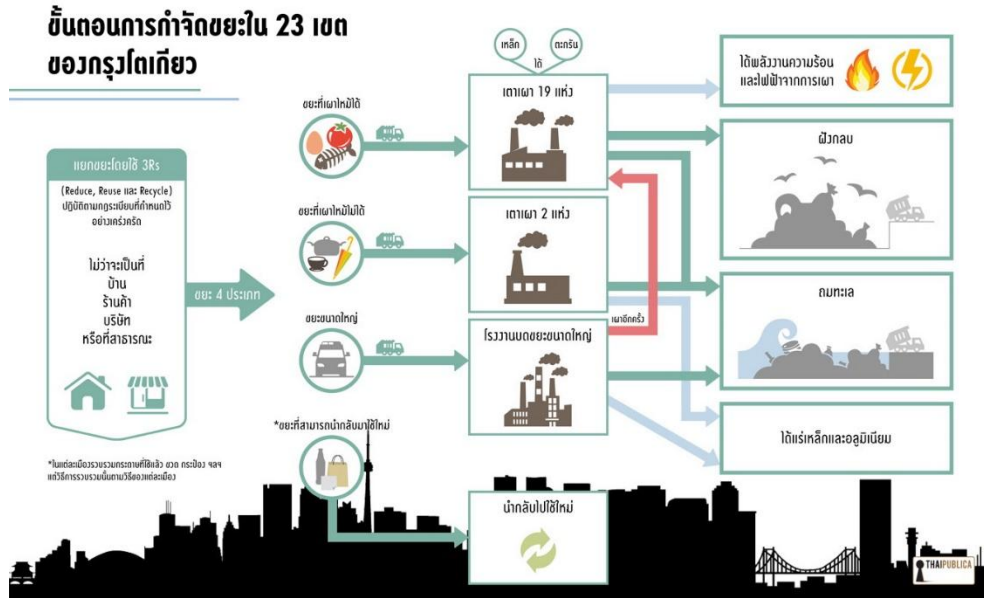 ขั้นตอนการกำจัดขยะใน 23 เขต
ของกรุงโตเกียว
แยกขยะโดยใช้ 3Rs
(Reduce, Reuse และ Recycle)
ปฏิบัติตามกฎระเบียบที่กำหนดไว้
อย่างเคร่งครัด
ไม่ว่าจะเป็นที่
บ้าน
ร้านค้า
บริษัท
หรือที่สาธารณะ
*ในแต่ละเมืองรวบรวมกระดาษที่ใช้แล้ว ขวด กระป๋อง ฯลฯ
แต่วิธีการรวบรวมนั้นตามวิธีของแต่ละเมือง
ขยะ 4 ประเภท
ขยะที่เผาไหม้ได้
ขยะที่เผาไหม้ไม่ได้
ขยะขนาดใหญ่
*ขยะที่สามารถนำกลับมาใช้ใหม่
เหล็ก
ได้
ตะกรัน
เตาเผา 19 แห่ง
เตาเผา 2 แห่ง
โรงงานบดขยะขนาดใหญ่
เผาอีกครั้ง
นำกลับไปใช้ใหม่
ได้พลังงานความร้อน
และไฟฟ้าจากการเผา
ฝังกลบ
ถมทะเล
ได้แร่เหล็กและอลูมิเนียม
THAIPUBLICA